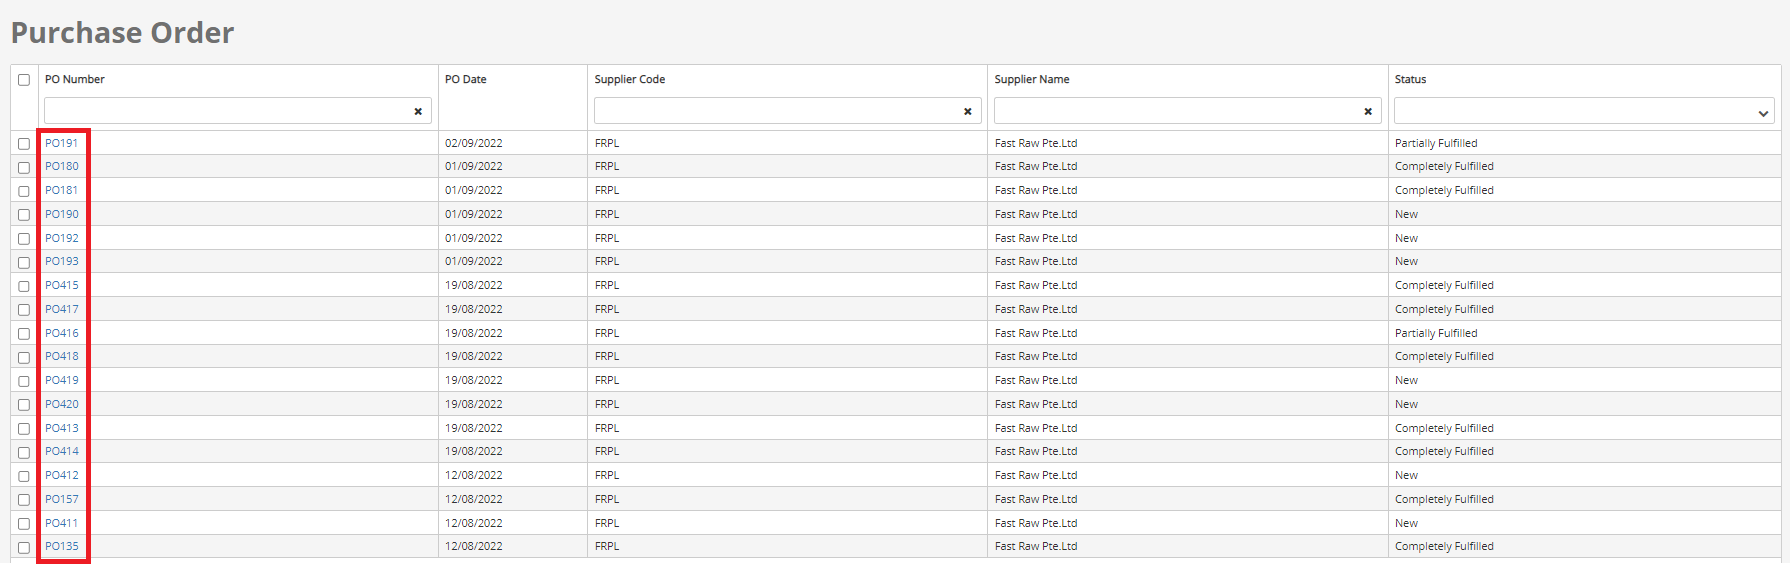 Purchase Order
PO Number PO Date Supplier Code Supplier Name Status
PO191 02/09/2022 FRPL Fast Raw Pte.Ltd Partially Fulfilled
PO180 01/09/2022 FRPL Fast Raw Pte.Ltd Completely Fulfilled
PO181 01/09/2022 FRPL Fast Raw Pte.Ltd Completely Fulfilled
PO190 01/09/2022 FRPL Fast Raw Pte.Ltd New
PO192 01/09/2022 FRPL Fast Raw Pte.Ltd New
PO193 01/09/2022 FRPL Fast Raw Pte.Ltd New
PO415 19/08/2022 FRPL Fast Raw Pte.Ltd Completely Fulfilled
PO417 19/08/2022 FRPL Fast Raw Pte.Ltd Completely Fulfilled
PO416 19/08/2022 FRPL Fast Raw Pte.Ltd Partially Fulfilled
PO418 19/08/2022 FRPL Fast Raw Pte.Ltd Completely Fulfilled
PO419 19/08/2022 FRPL Fast Raw Pte.Ltd New
PO420 19/08/2022 FRPL Fast Raw Pte.Ltd New
PO413 19/08/2022 FRPL Fast Raw Pte.Ltd Completely Fulfilled
PO414 19/08/2022 FRPL Fast Raw Pte.Ltd Completely Fulfilled
PO412 12/08/2022 FRPL Fast Raw Pte.Ltd New
PO157 12/08/2022 FRPL Fast Raw Pte.Ltd Completely Fulfilled
PO411 12/08/2022 FRPL Fast Raw Pte.Ltd New
PO135 12/08/2022 FRPL Fast Raw Pte.Ltd Completely Fulfilled